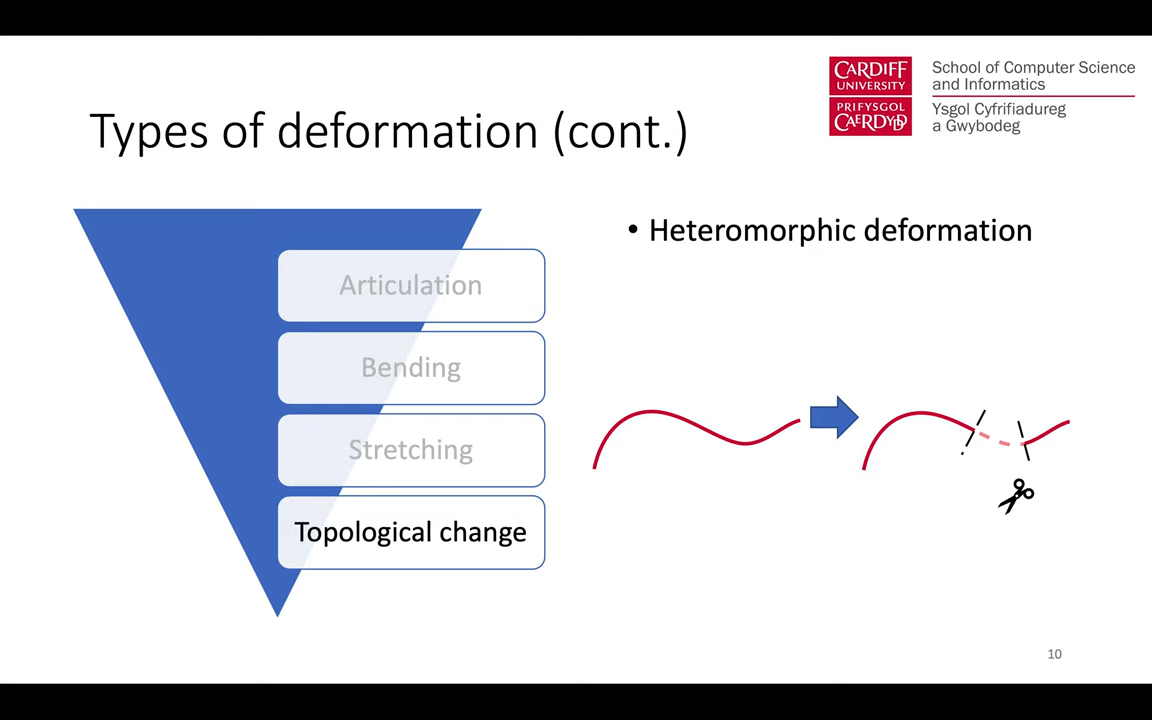 CARDIFF
UNIVERSITY
PRIFYSGOL
CAERDYDD
School of Computer Science
and Informatics
Ysgol Cyfrifiadureg
a Gwybodeg
Types of deformation (cont.)
Articulation
Bending
Stretching
Topological change
• Heteromorphic deformation
10